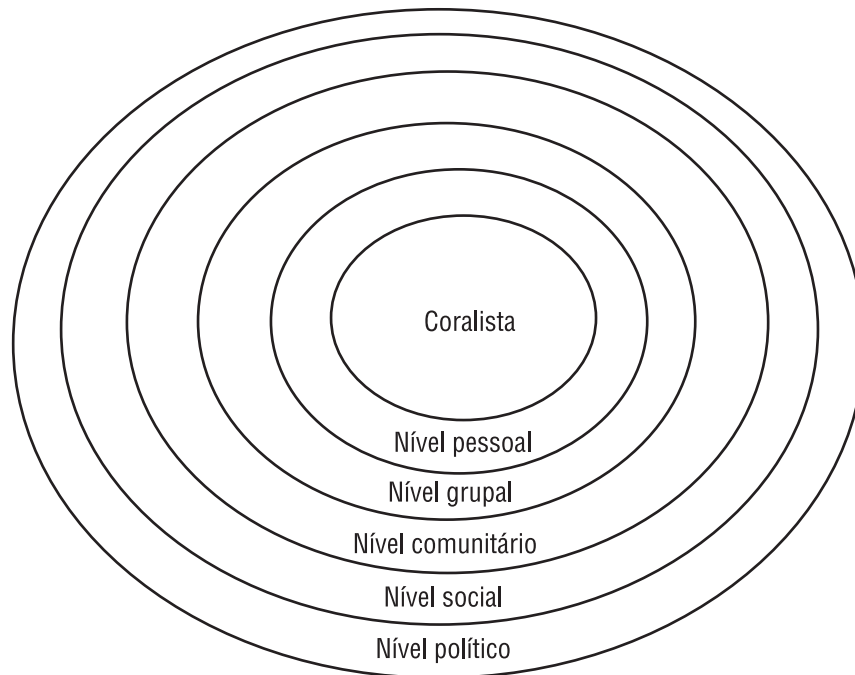 Coralista
Nível pessoal
Nível grupal
Nível comunitário
Nível social
Nível político